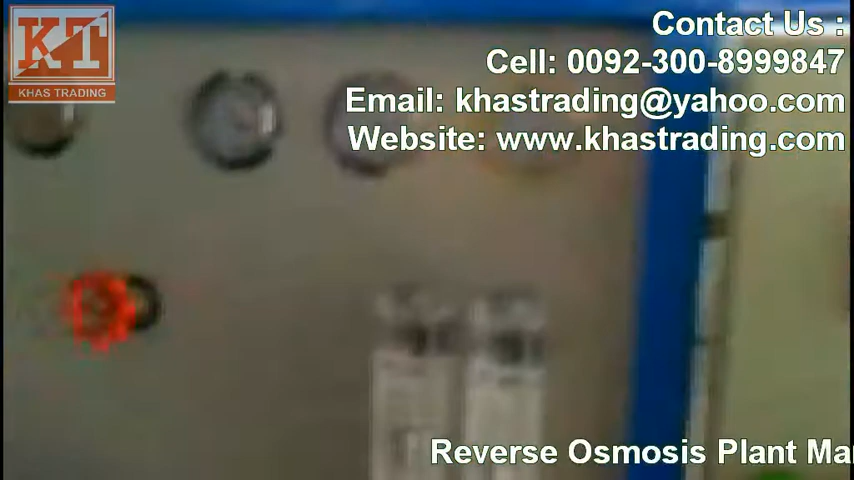 KT
KHAS TRADING
Contact Us :
Cell: 0092-300-8999847
Email: khastrading@yahoo.com
Website: www.khastrading.com
Reverse Osmosis Plant